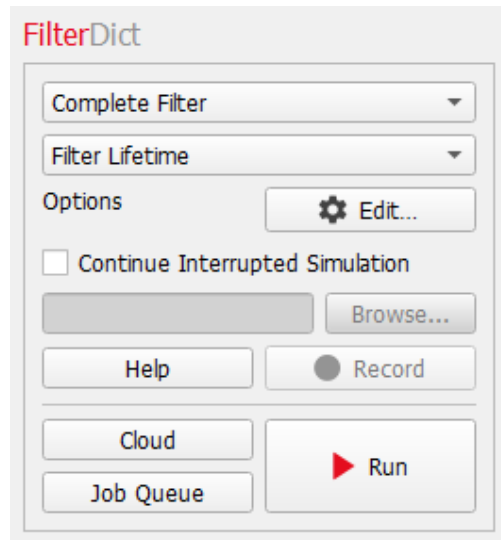 FilterDict
Complete Filter
Filter Lifetime
Options
Edit...
Continue Interrupted Simulation
Browse...
Help
Record
Cloud
Job Queue
Run